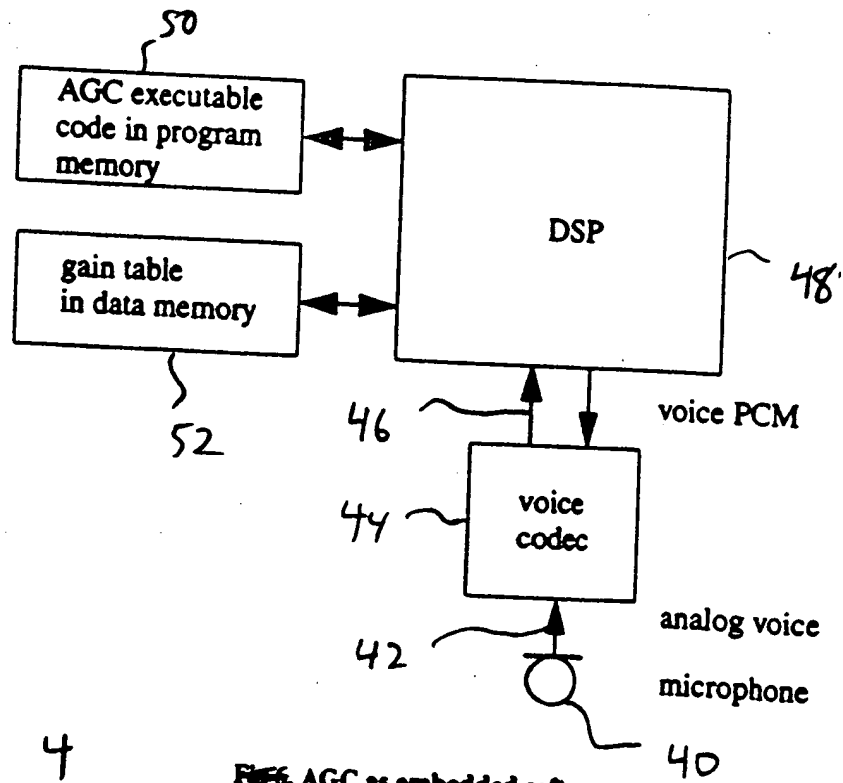 50
AGC executable
code in program
memory
DSP
48
gain table
in data memory
52
46
voice PCM
44
voice
codec
42
analog voice
microphone
40
4
AGC as embedded